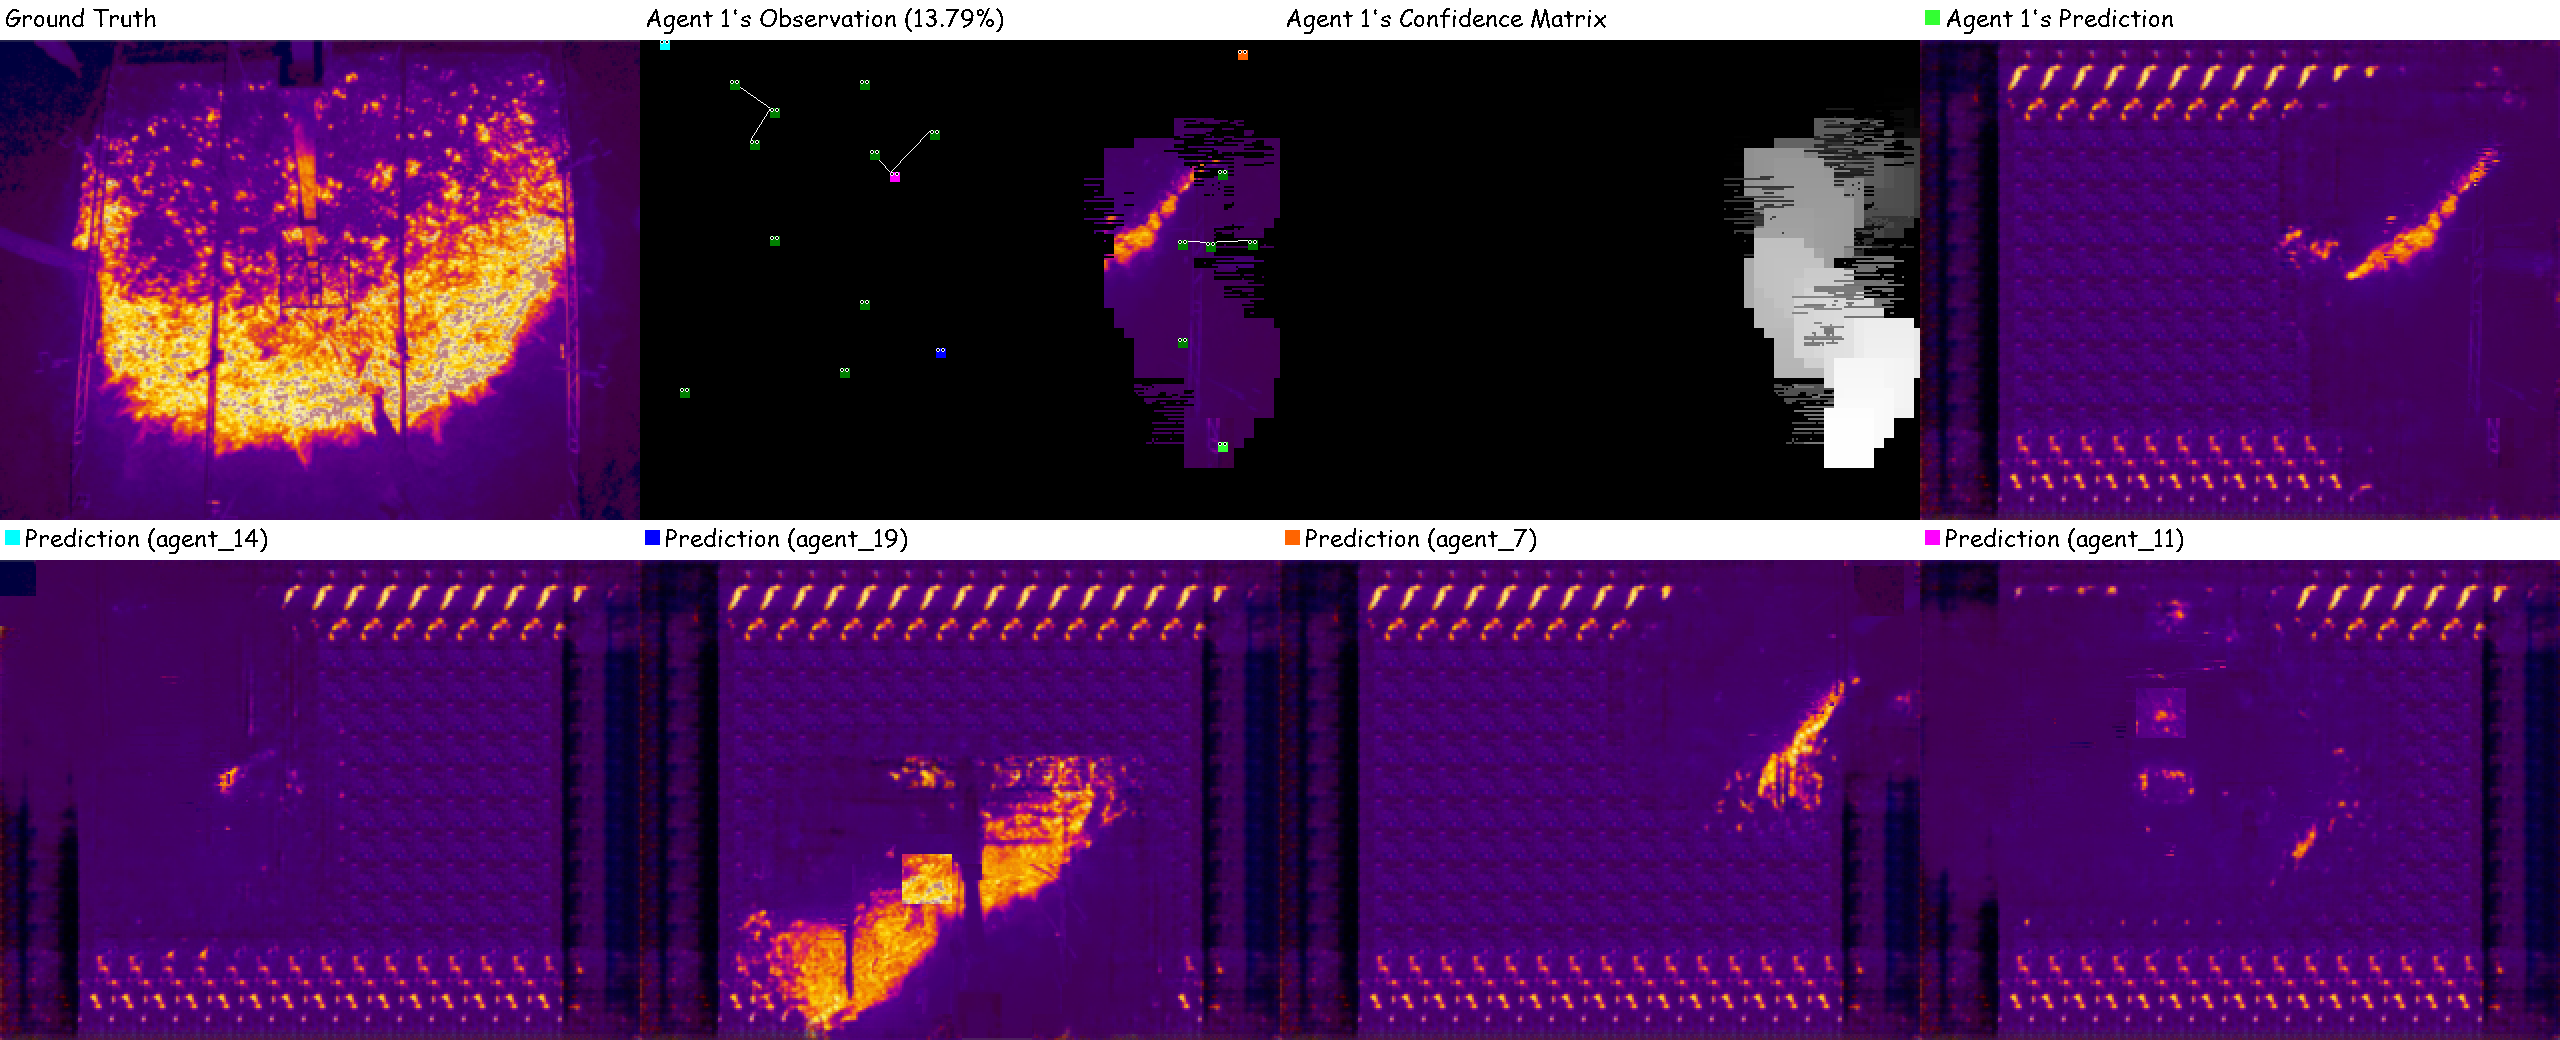 Ground Truth
Agent 1's Observation (13.79%)
Agent 1's Confidence Matrix
Agent 1's Prediction
Prediction (agent_14)
Prediction (agent_19)
Prediction (agent_7)
Prediction (agent_11)